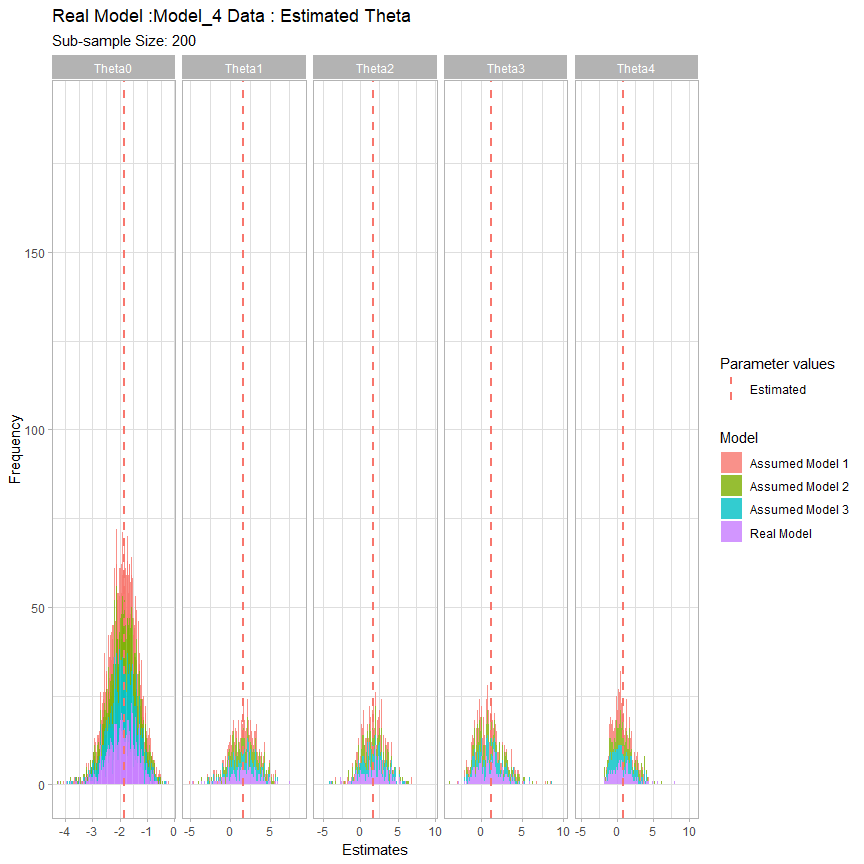 Real Model :Model_4 Data : Estimated Theta
Sub-sample Size: 200
Theta0 Theta1 Theta2 Theta3 Theta4
150
100
50
0
Frequency
-4 -3 -2 -1 0 -5 0 5 -5 0 5 10 0 5 10 -5 0 5 10
Estimates
Parameter values
Estimated
Model
Assumed Model 1
Assumed Model 2
Assumed Model 3
Real Model